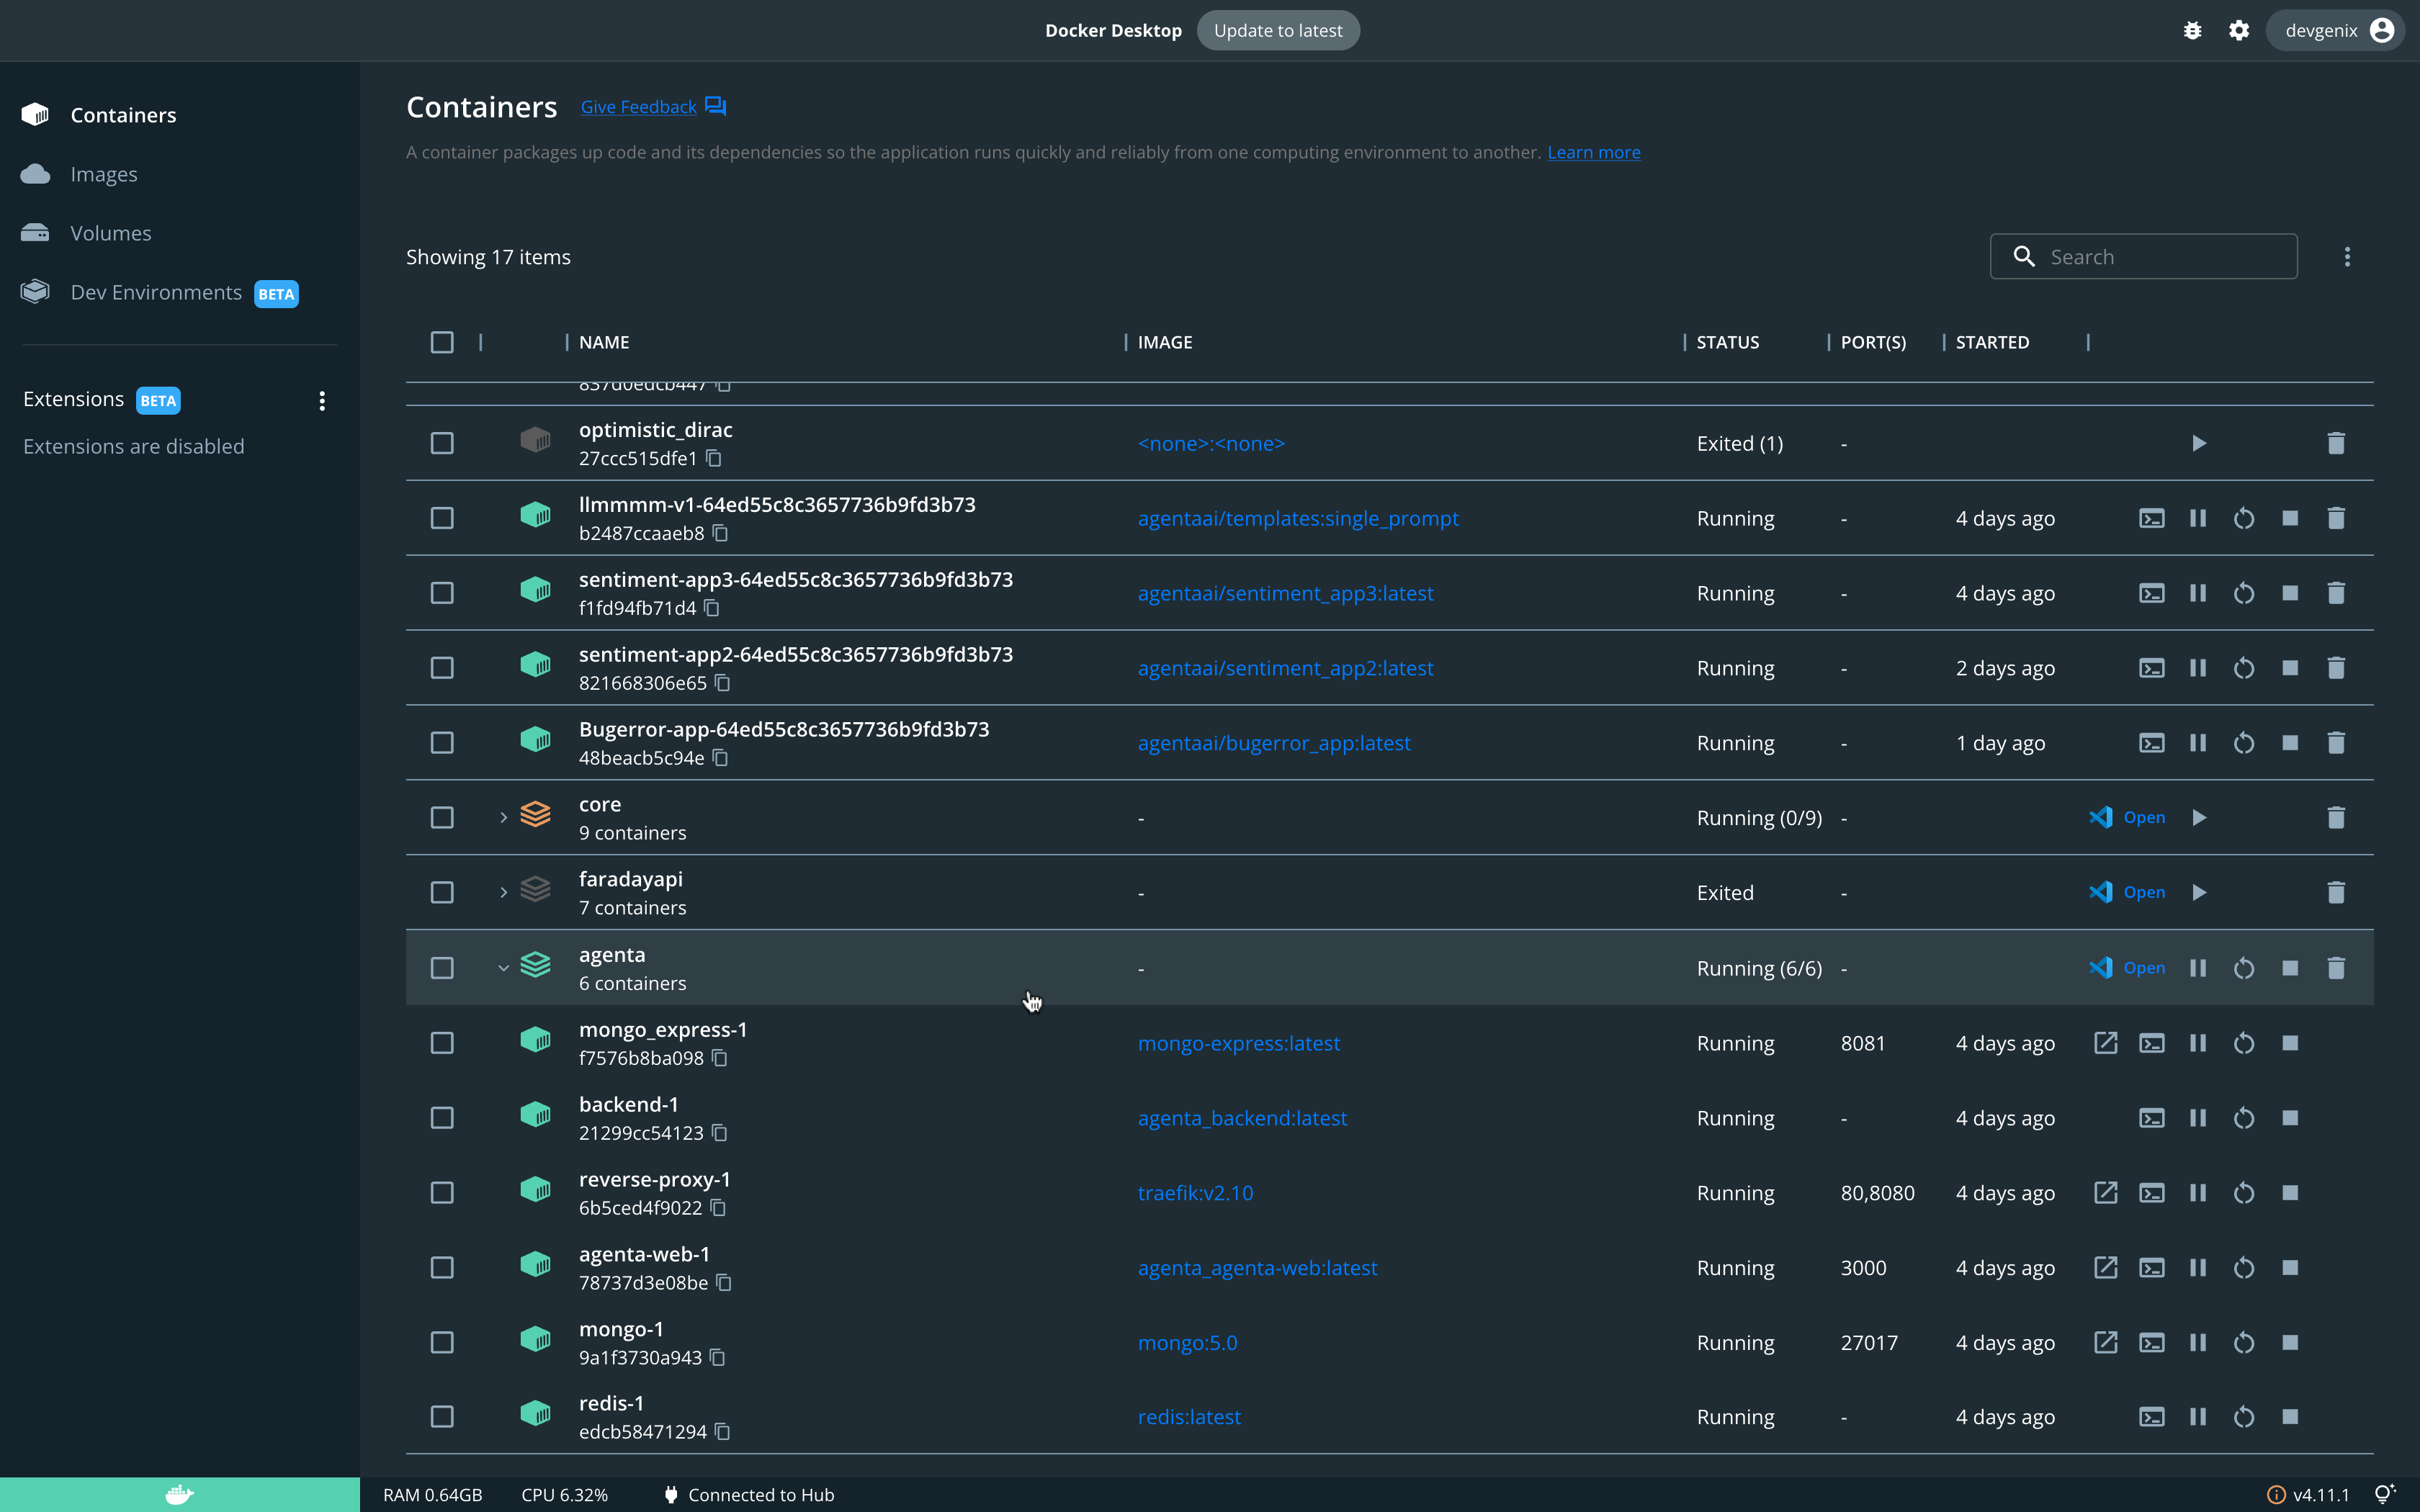 Docker Desktop Update to latest
devgenix
Containers
Images
Volumes
Dev Environments BETA
Extensions BETA
Extensions are disabled
Containers Give Feedback
A container packages up code and its dependencies so the application runs quickly and reliably from one computing environment to another. Learn more
Showing 17 items
Search
NAME IMAGE STATUS PORT(S) STARTED
837d0edcb447
optimistic_dirac
27ccc515dfe1
<none>:<none> Exited (1) -
llmmmm-v1-64ed55c8c3657736b9fd3b73
b2487ccaaeb8
agentaai/templates:single_prompt Running - 4 days ago
sentiment-app3-64ed55c8c3657736b9fd3b73
f1fd94fb71d4
agentaai/sentiment_app3:latest Running - 4 days ago
sentiment-app2-64ed55c8c3657736b9fd3b73
821668306e65
agentaai/sentiment_app2:latest Running - 2 days ago
Bugerror-app-64ed55c8c3657736b9fd3b73
48beacb5c94e
agentaai/bugerror_app:latest Running - 1 day ago
core
9 containers
- Running (0/9) - Open
faradayapi
7 containers
- Exited - Open
agenta
6 containers
- Running (6/6) - Open
mongo_express-1
f7576b8ba098
mongo-express:latest Running 8081 4 days ago
backend-1
21299cc54123
agenta_backend:latest Running - 4 days ago
reverse-proxy-1
6b5ced4f9022
traefik:v2.10 Running 80,8080 4 days ago
agenta-web-1
78737d3e08be
agenta_agenta-web:latest Running 3000 4 days ago
mongo-1
9a1f3730a943
mongo:5.0 Running 27017 4 days ago
redis-1
edcb58471294
redis:latest Running - 4 days ago
RAM 0.64GB CPU 6.32% Connected to Hub v4.11.1